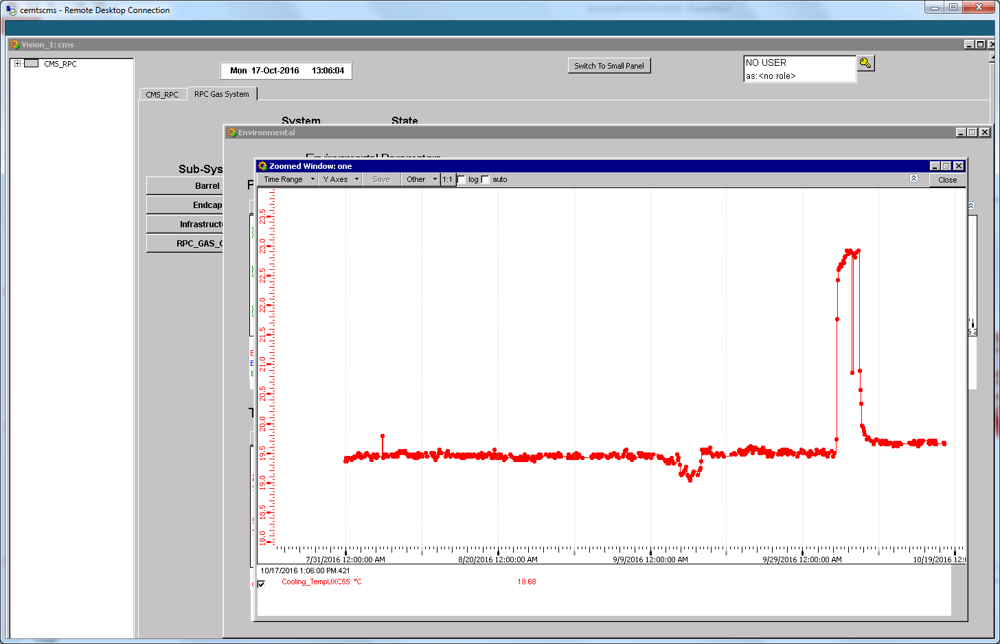 cerntscms - Remote Desktop Connection
Vision_1: cms
CMS_RPC
Mon 17-Oct-2016 13:06:04
Switch To Small Panel
NO USER
as:<no role>
CMS_RPC
RPC Gas System
System State
Environmental
Sub-Sys
Barrel
Endcap
Infrastruct
RPC_GAS_
Zoomed Window: one
Time Range Y Axes Save Other 1:1 log auto Close
23.5
23.0
22.5
22.0
21.5
21.0
20.5
20.0
19.5
19.0
18.5
18.0
7/31/2016 12:00:00 AM 8/20/2016 12:00:00 AM 9/9/2016 12:00:00 AM 9/29/2016 12:00:00 AM 10/19/2016 12:
10/17/2016 1:06:00 PM.421
Cooling_TempUXC55 °C 19.68